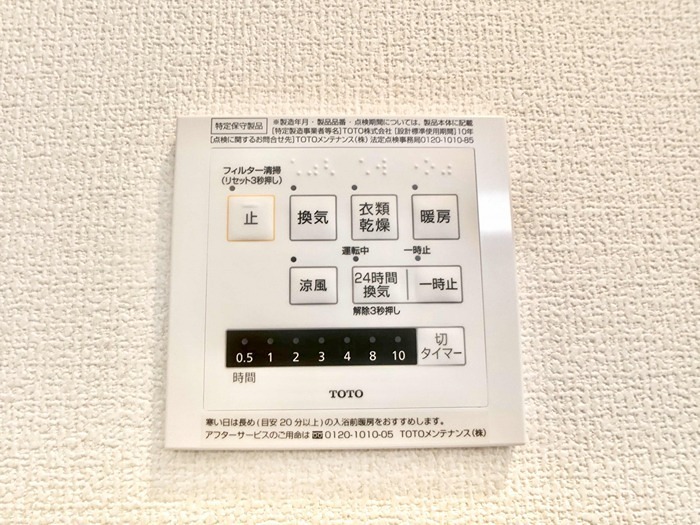 特定保守製品 ※製造年月・製品品番・点検期間については、製品本体に記載
[特定製造事業者等名]TOTO株式会社 [設計標準使用期間]10年
[点検に関するお問合せ先]TOTOメンテナンス(株) 法定点検事務局0120-1010-85
フィルター清掃
(リセット3秒押し)
止 換気 衣類 暖房
乾燥
運転中 一時止
涼風 24時間 一時止
換気
解除3秒押し
0.5 1 2 3 4 8 10 切
タイマー
時間
TOTO
寒い日は長め(目安20分以上)の入浴前暖房をおすすめします。
アフターサービスのご用命は 0120-1010-05 TOTOメンテナンス(株)